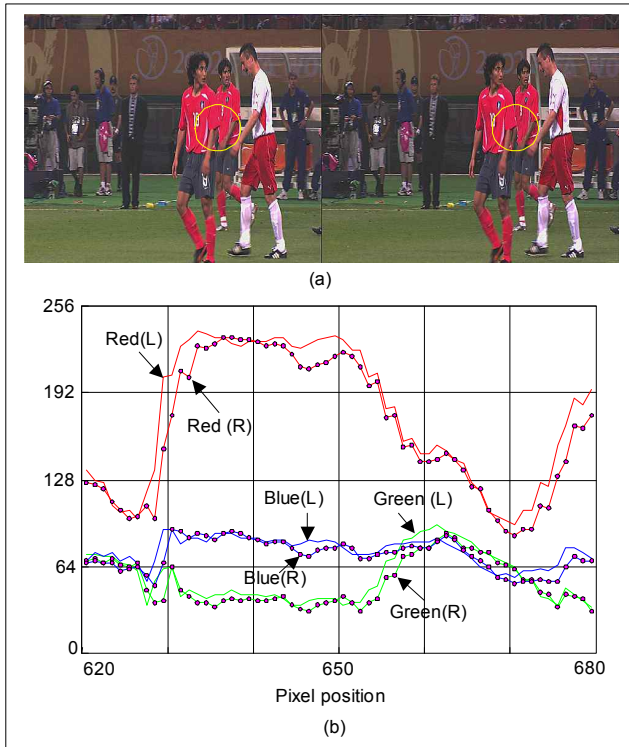 (a)
256
Red(L)
192
Red (R)
128
Blue(L)
Green (L)
64
Blue(R)
Green(R)
0
620
650
680
Pixel position
(b)